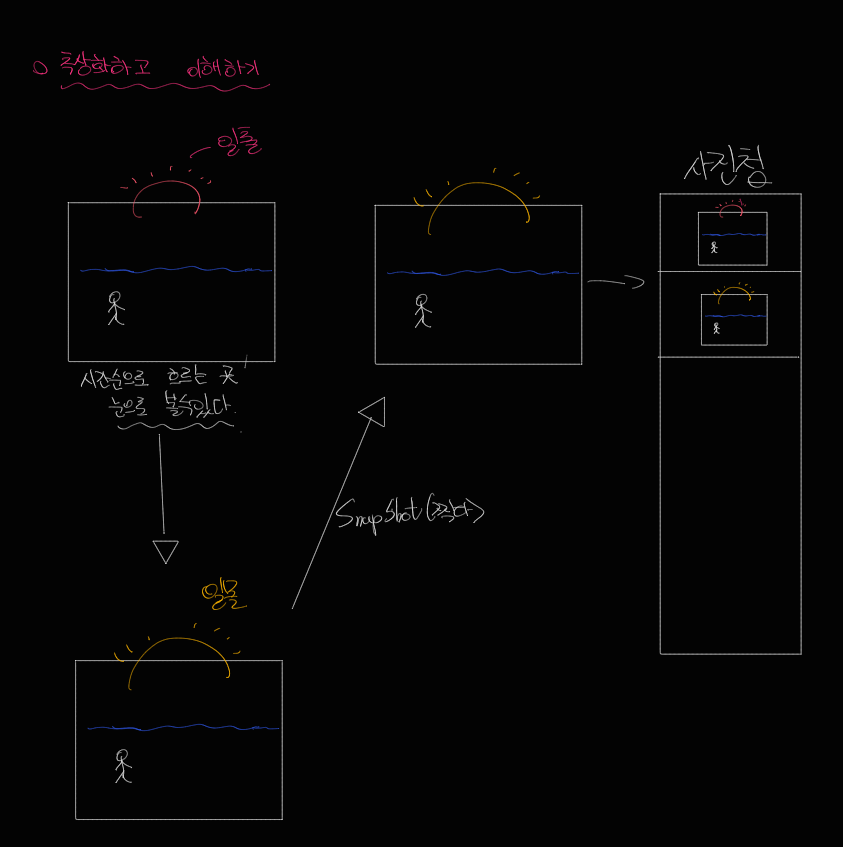 추상화하고 이해하기
일출
사진첩
시간순으로 흐르는 곳
눈으로 볼수있다.
SnapShot(찍다)
일몰